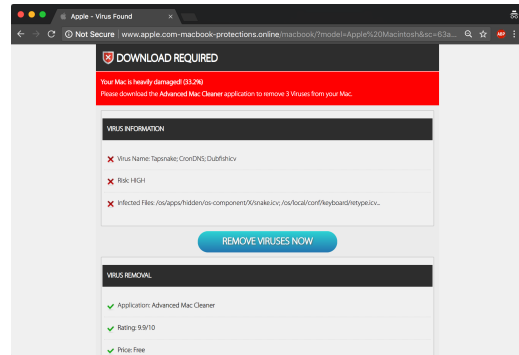 Apple - Virus Found
Not Secure | www.apple.com-macbook-protections.online/macbook/?model=Apple%20Macintosh&sc=63a...
ABP
DOWNLOAD REQUIRED
Your Mac is heavily damaged! (33.2%)
Please download the Advanced Mac Cleaner application to remove 3 Viruses from your Mac.
VIRUS INFORMATION
Virus Name: Tapsnake; CronDNS; Dubfishicv
Risk: HIGH
Infected Files: /os/apps/hidden/os-component/X/snake.icv; /os/local/conf/keyboard/retype.icv...
REMOVE VIRUSES NOW
VIRUS REMOVAL
Application: Advanced Mac Cleaner
Rating: 9.9/10
Price: Free